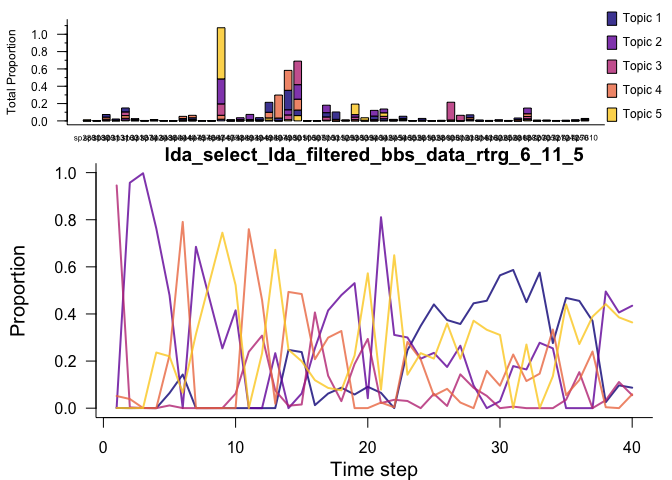 Topic 1
Topic 2
Topic 3
Topic 4
Topic 5
Total Proportion
1.0
0.8
0.6
0.4
0.2
0.0
lda_select_lda_filtered_bbs_data_rtrg_6_11_5
Proportion
1.0
0.8
0.6
0.4
0.2
0.0
0 10 20 30 40
Time step